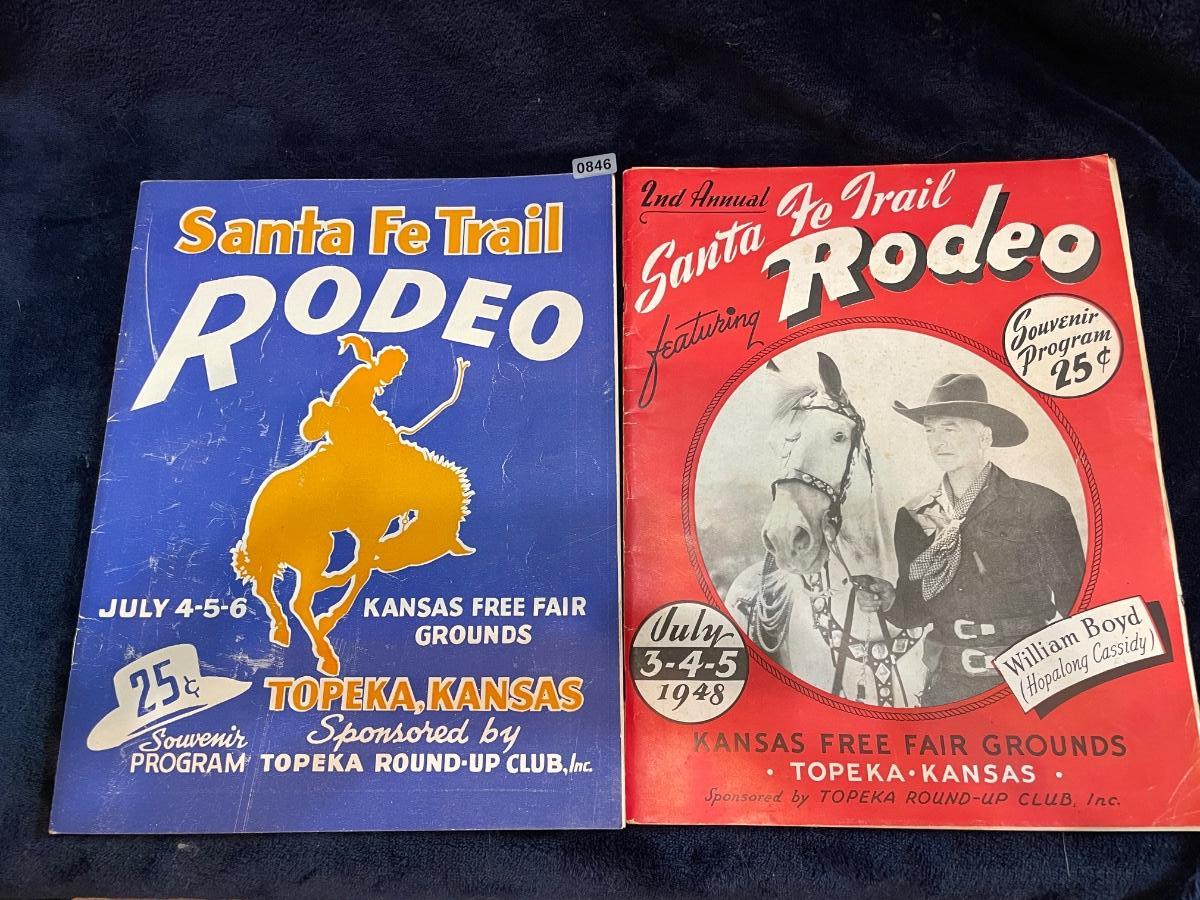 0846
Santa Fe Trail
RODEO
JULY 4-5-6
KANSAS FREE FAIR
GROUNDS
25¢
Souvenir
PROGRAM
TOPEKA, KANSAS
Sponsored by
TOPEKA ROUND-UP CLUB, Inc.
2nd Annual
Santa Fe Trail
Rodeo
featuring
Souvenir
Program
25¢
July
3-4-5
1948
William Boyd
(Hopalong Cassidy)
KANSAS FREE FAIR GROUNDS
• TOPEKA • KANSAS •
Sponsored by TOPEKA ROUND-UP CLUB, Inc.